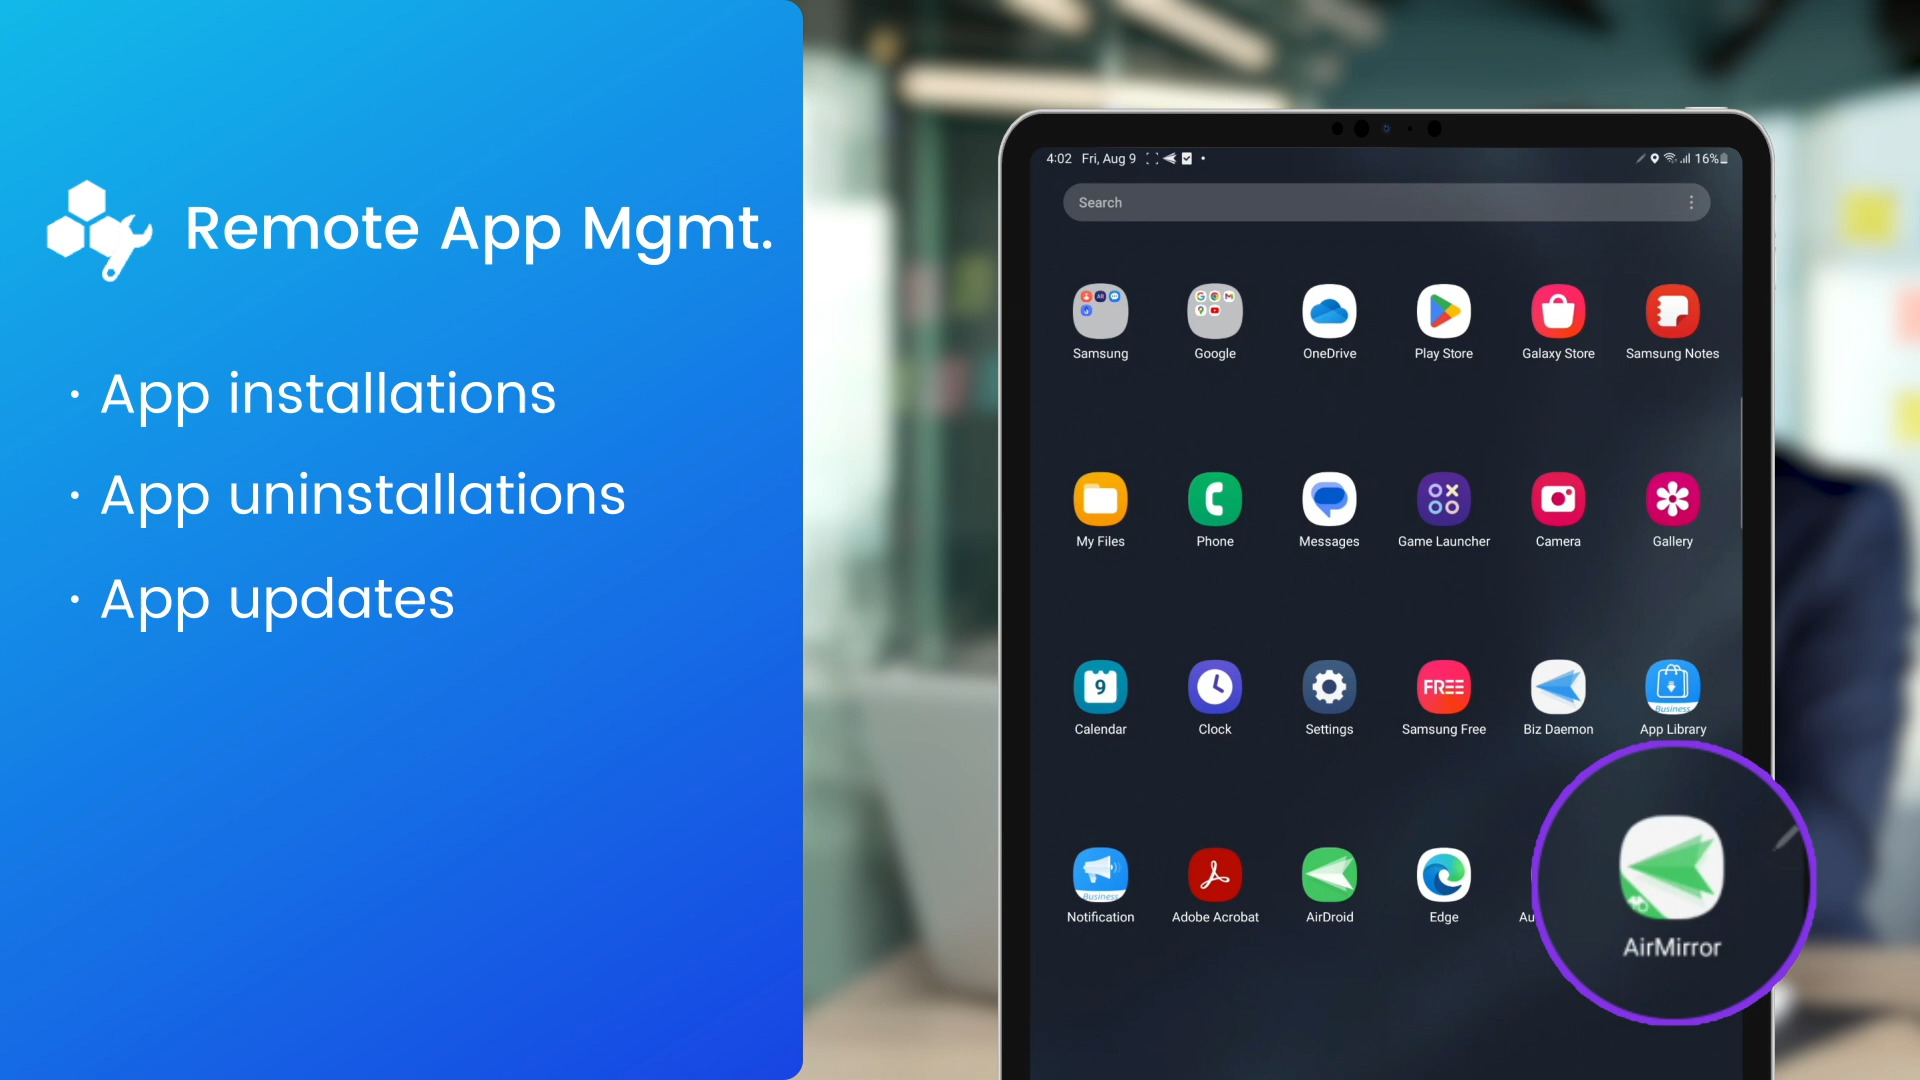 Remote App Mgmt.
· App installations
· App uninstallations
· App updates
4:02 Fri, Aug 9
16%
Search
Samsung
Google
OneDrive
Play Store
Galaxy Store
Samsung Notes
My Files
Phone
Messages
Game Launcher
Camera
Gallery
9
FREE
Business
Calendar
Clock
Settings
Samsung Free
Biz Daemon
App Library
Business
Notification
Adobe Acrobat
AirDroid
Edge
Au
AirMirror